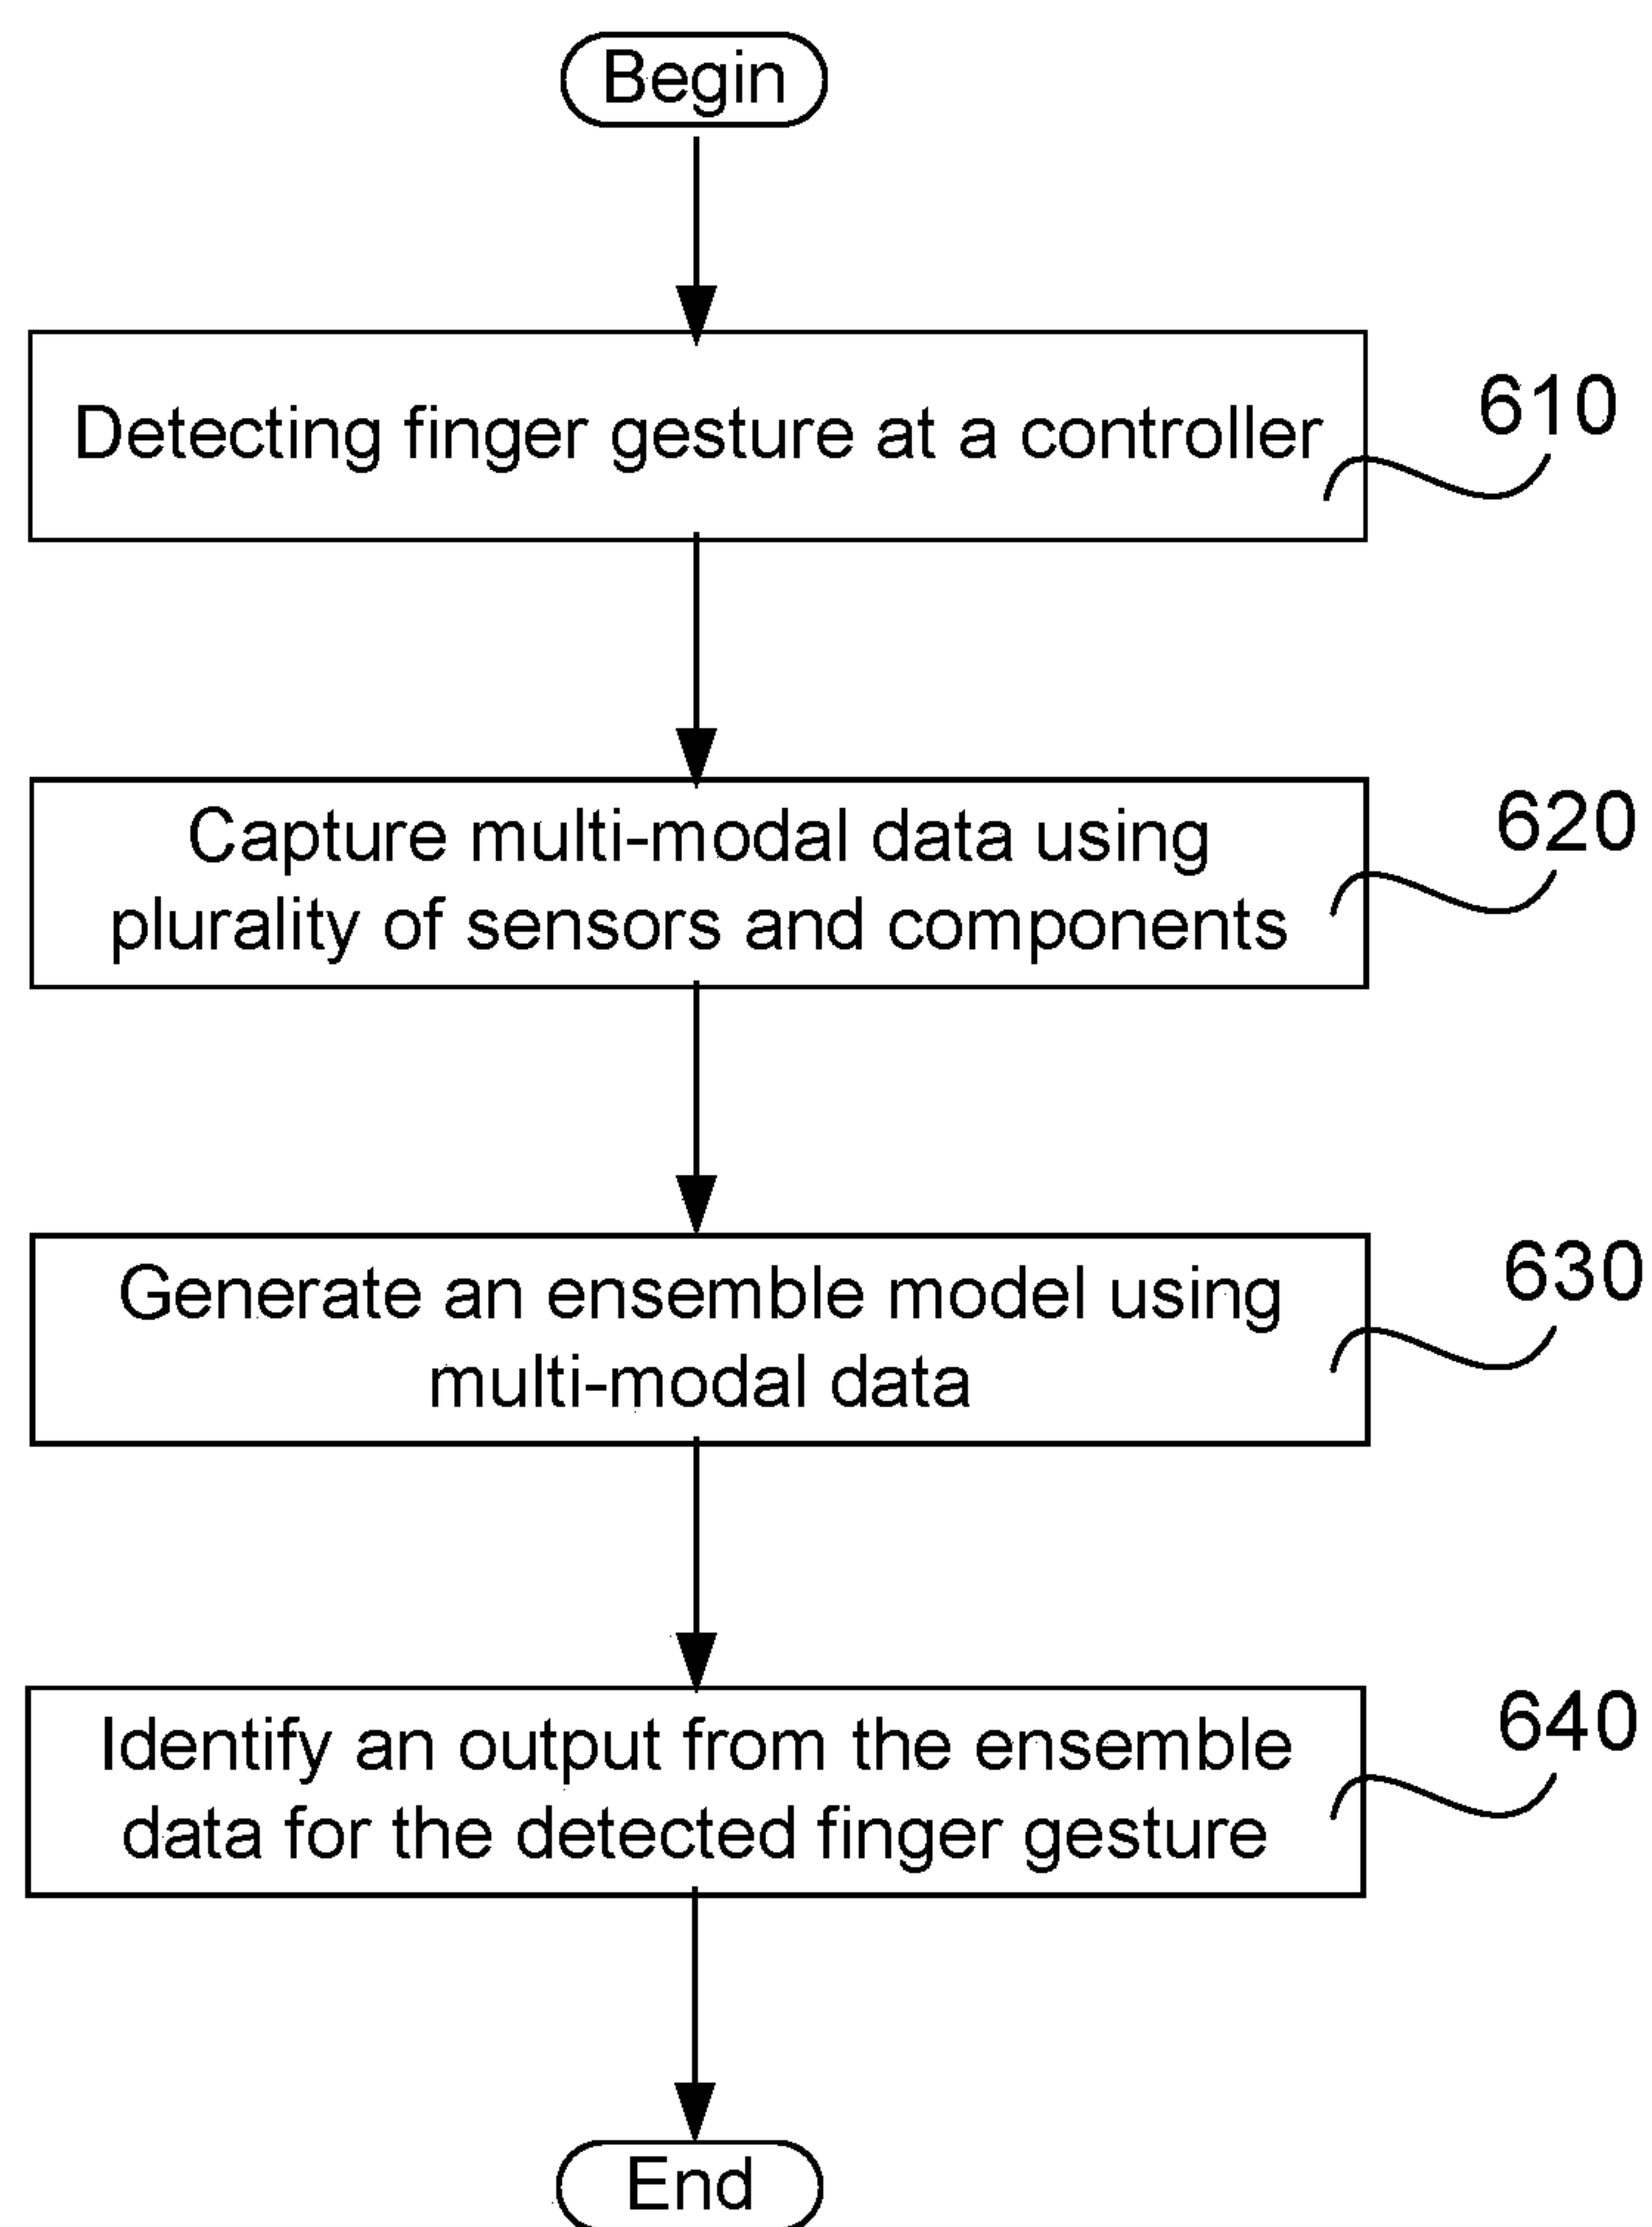 Begin
Detecting finger gesture at a controller
610
Capture multi-modal data using
plurality of sensors and components
620
Generate an ensemble model using
multi-modal data
630
Identify an output from the ensemble
data for the detected finger gesture
640
End